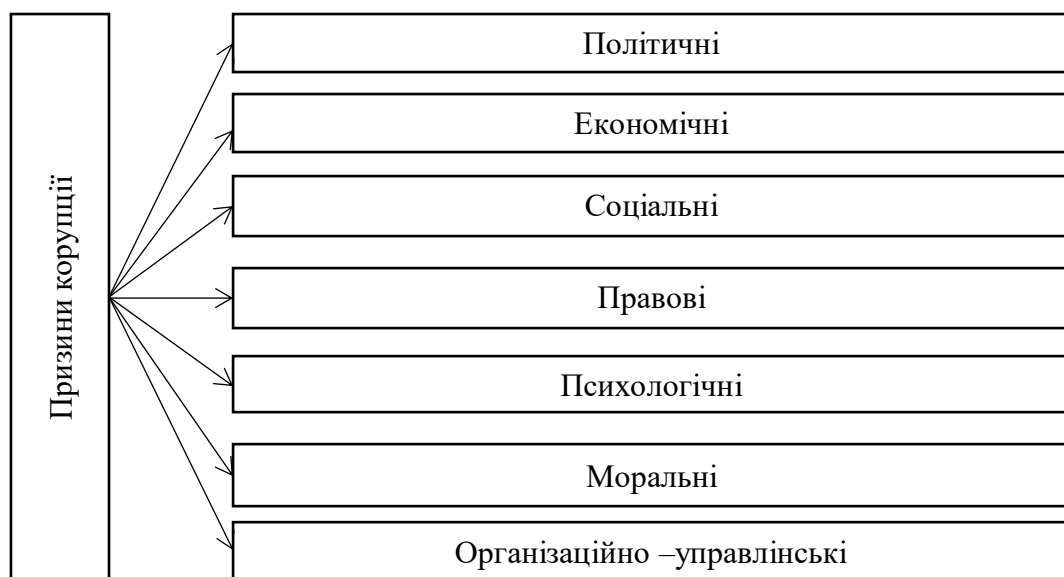 Призини корупції
Політичні
Економічні
Соціальні
Правові
Психологічні
Моральні
Організаційно –управлінські